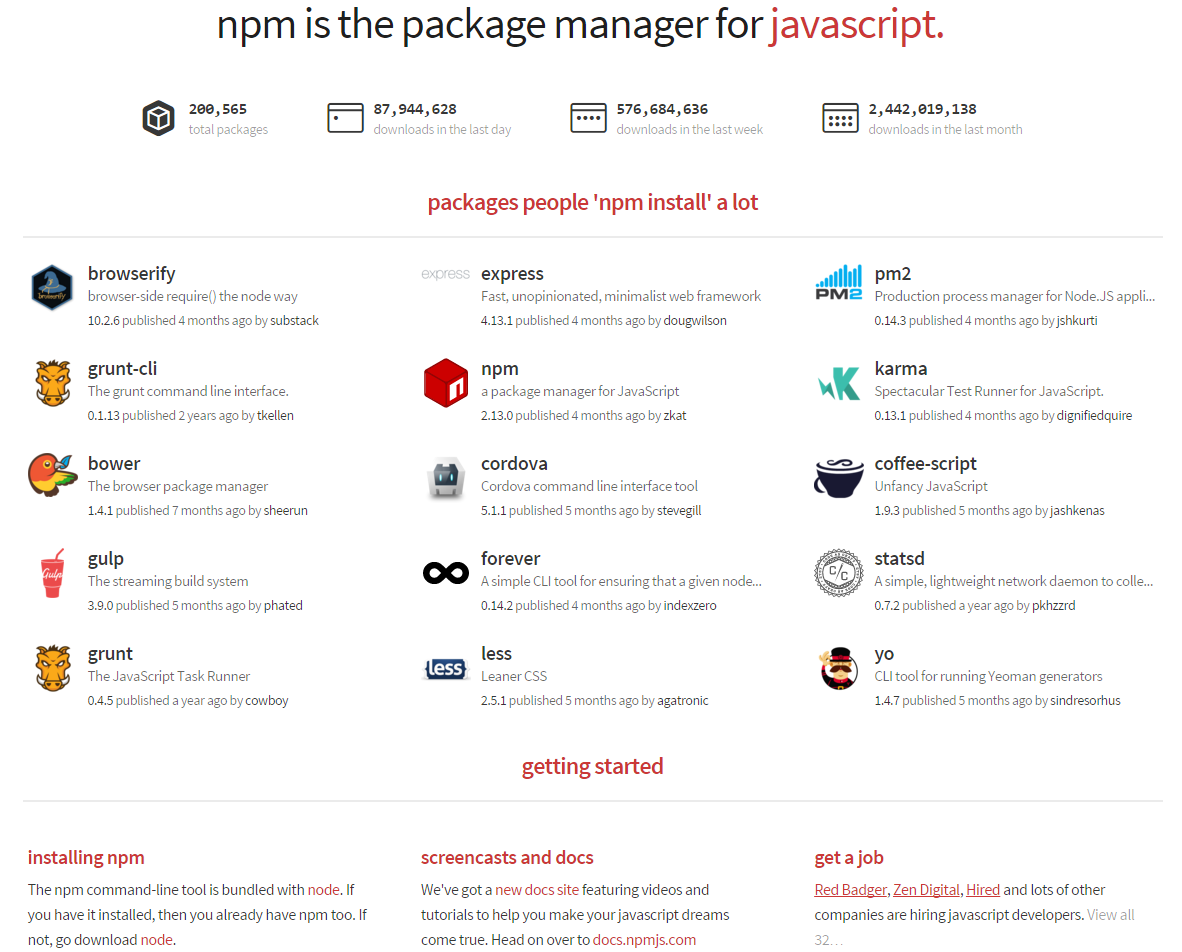 npm is the package manager for javascript.
200,565
total packages
87,944,628
downloads in the last day
576,684,636
downloads in the last week
2,442,019,138
downloads in the last month
packages people 'npm install' a lot
browserify
browserify
browser-side require() the node way
10.2.6 published 4 months ago by substack
express
express
Fast, unopinionated, minimalist web framework
4.13.1 published 4 months ago by dougwilson
PM2
pm2
Production process manager for Node.JS appli...
0.14.3 published 4 months ago by jshkurti
grunt-cli
The grunt command line interface.
0.1.13 published 2 years ago by tkellen
n
npm
a package manager for JavaScript
2.13.0 published 4 months ago by zkat
K
karma
Spectacular Test Runner for JavaScript.
0.13.1 published 4 months ago by dignifiedquire
bower
The browser package manager
1.4.1 published 7 months ago by sheerun
cordova
Cordova command line interface tool
5.1.1 published 5 months ago by stevegill
coffee-script
Unfancy JavaScript
1.9.3 published 5 months ago by jashkenas
Gulp
gulp
The streaming build system
3.9.0 published 5 months ago by phated
forever
A simple CLI tool for ensuring that a given node...
0.14.2 published 4 months ago by indexzero
C/C
statsd
A simple, lightweight network daemon to colle...
0.7.2 published a year ago by pkhzzrd
grunt
The JavaScript Task Runner
0.4.5 published a year ago by cowboy
less
less
Leaner CSS
2.5.1 published 5 months ago by agatronic
yo
CLI tool for running Yeoman generators
1.4.7 published 5 months ago by sindresorhus
getting started
installing npm
The npm command-line tool is bundled with node. If
you have it installed, then you already have npm too. If
not, go download node.
screencasts and docs
We've got a new docs site featuring videos and
tutorials to help you make your javascript dreams
come true. Head on over to docs.npmjs.com
get a job
Red Badger, Zen Digital, Hired and lots of other
companies are hiring javascript developers. View all
32…